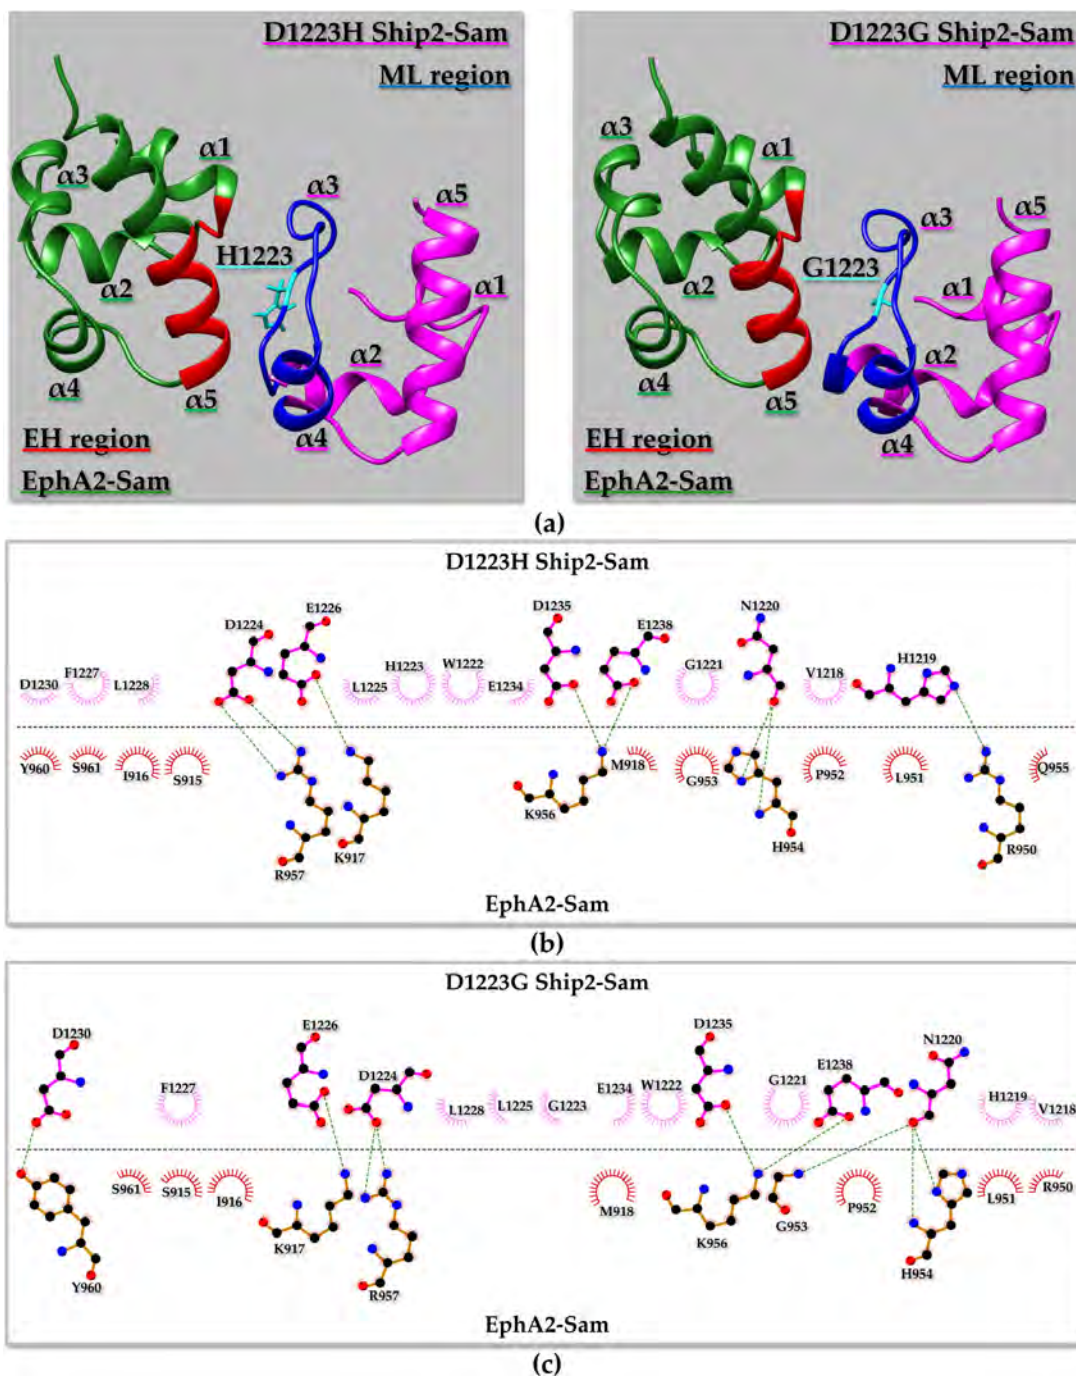 D1223H Ship2-Sam
ML region
α3
α1
α3
α5
H1223
α1
α2
α2
α4
α5
α4
EH region
EphA2-Sam
D1223G Ship2-Sam
ML region
α3
α1
α3
α5
G1223
α1
α2
α2
α4
α5
α4
EH region
EphA2-Sam
(a)
D1223H Ship2-Sam
D1230
F1227
L1228
D1224
E1226
L1225
H1223
W1222
E1234
D1235
E1238
G1221
N1220
V1218
H1219
Y960
S961
I916
S915
R957
K917
K956
M918
G953
H954
P952
L951
R950
Q955
EphA2-Sam
(b)
D1223G Ship2-Sam
D1230
F1227
E1226
D1224
L1228
L1225
G1223
E1234
W1222
D1235
G1221
E1238
N1220
H1219
V1218
Y960
S961
S915
I916
K917
R957
M918
K956
G953
P952
H954
L951
R950
EphA2-Sam
(c)